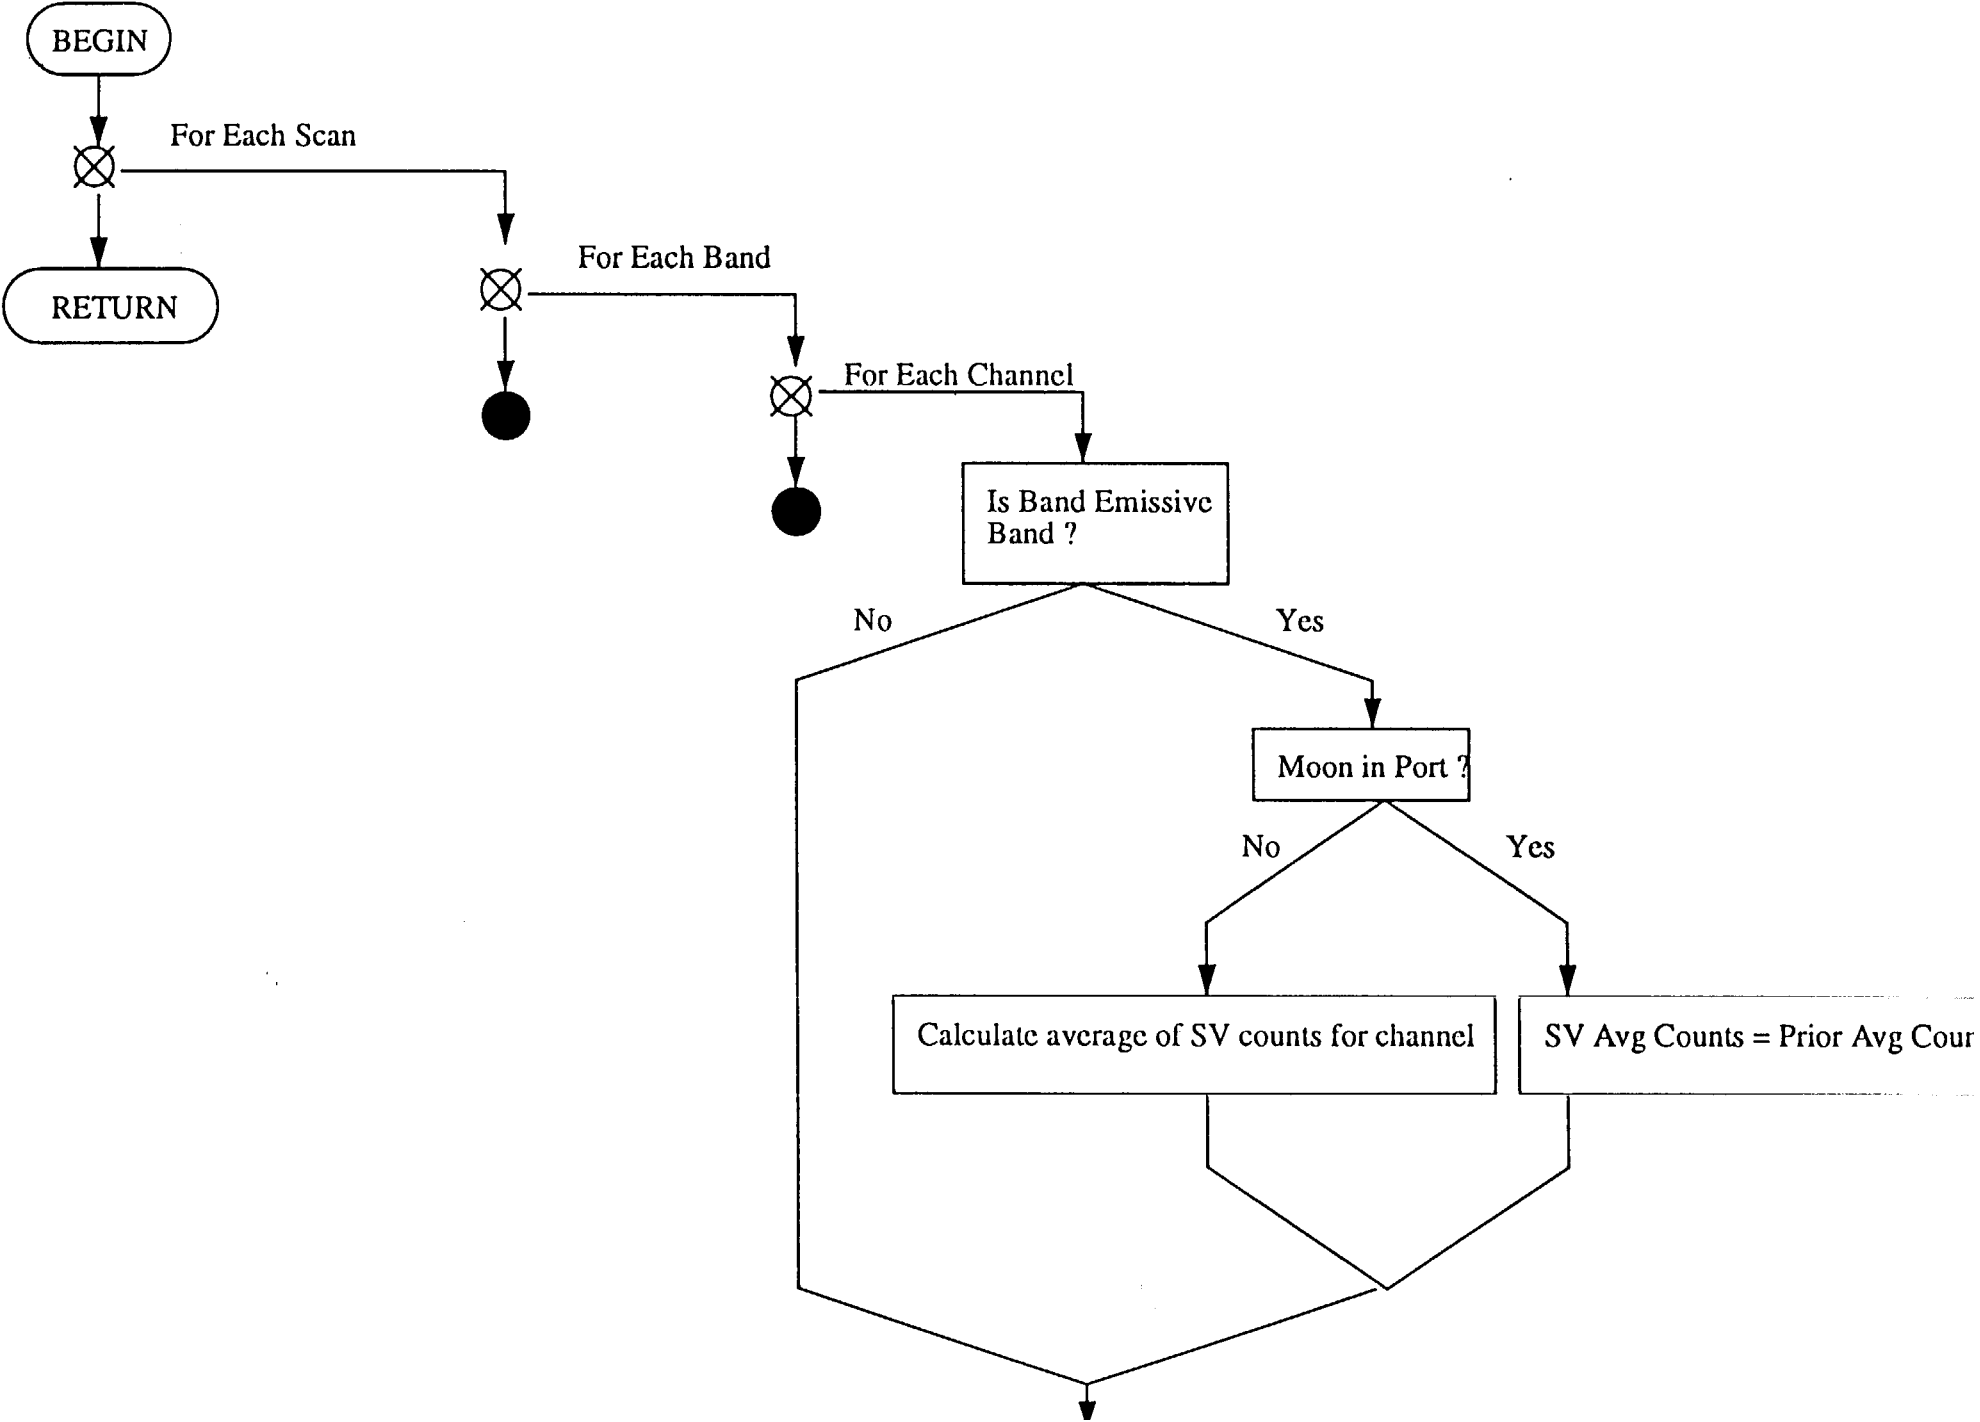 BEGIN
For Each Scan
RETURN
For Each Band
For Each Channel
Is Band Emissive
Band ?
No
Yes
Moon in Port ?
No
Yes
Calculate average of SV counts for channel
SV Avg Counts = Prior Avg Coun